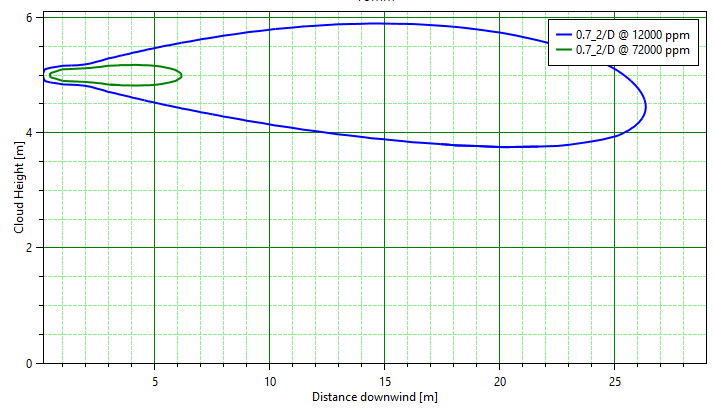 0.7_2/D @ 12000 ppm
0.7_2/D @ 72000 ppm
6
5
4
2
0
Cloud Height [m]
5
10
15
20
25
Distance downwind [m]